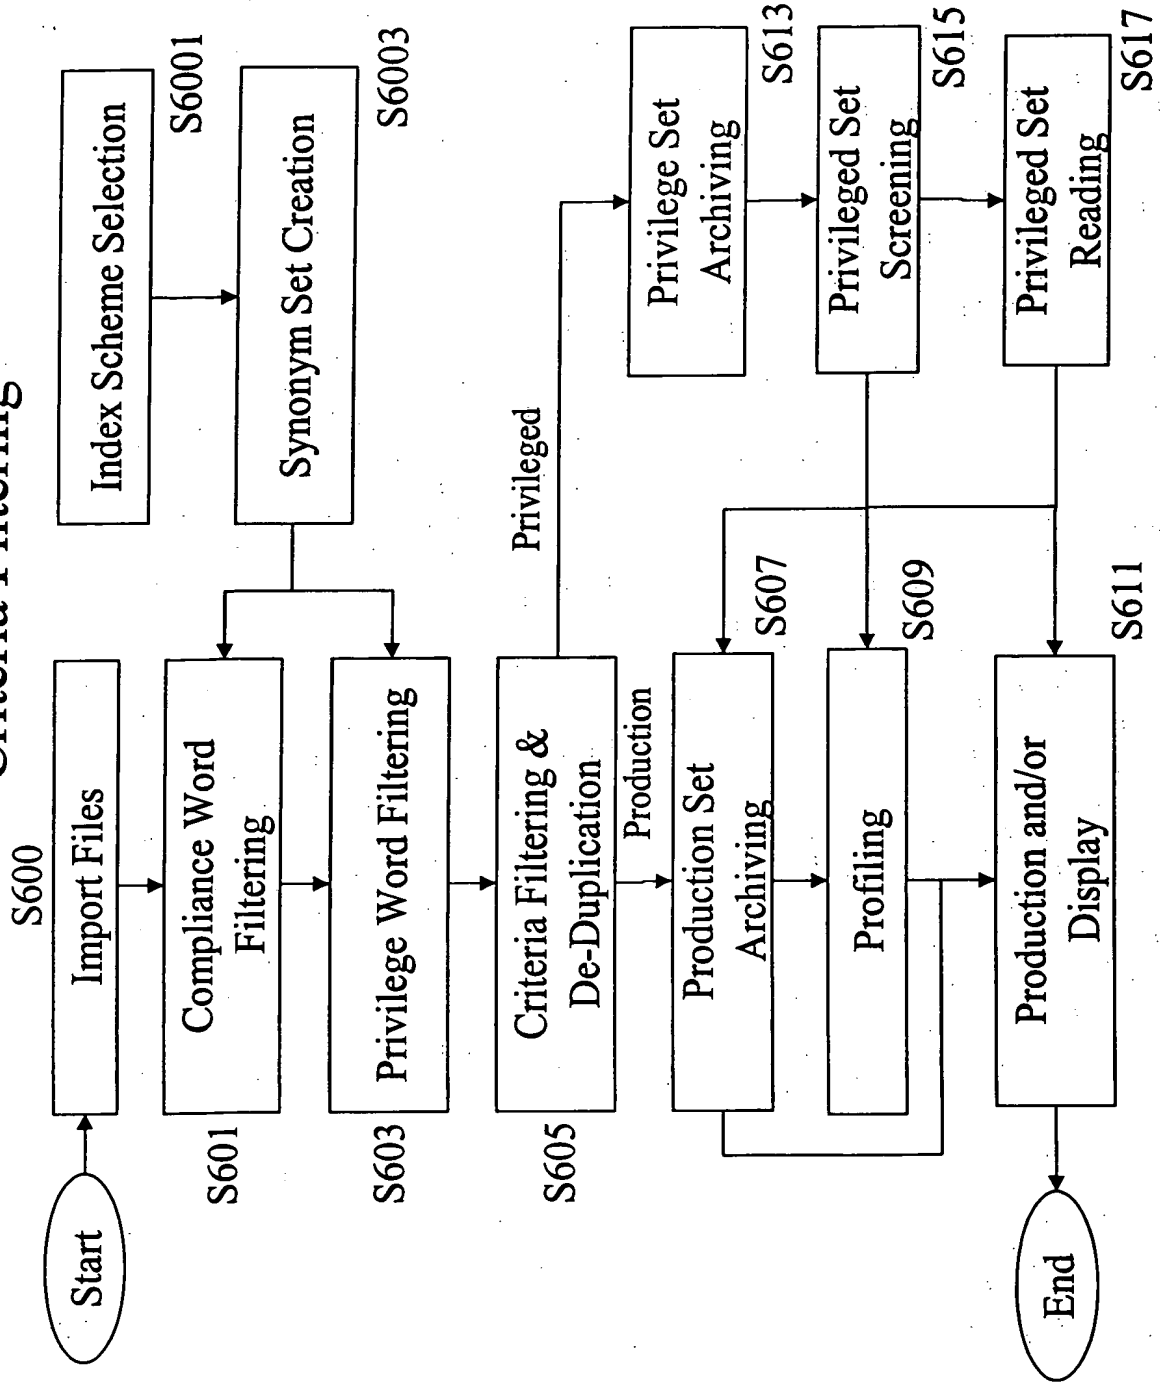 Criteria Filtering
S600
Start
Import Files
Index Scheme Selection
S6001
S601
Compliance Word
Filtering
Synonym Set Creation
S6003
S603
Privilege Word Filtering
S605
Criteria Filtering &
De-Duplication
Privileged
Production
Privilege Set
Archiving
S613
Production Set
Archiving
S607
Privileged Set
Screening
S615
Profiling
S609
Privileged Set
Reading
S617
Production and/or
Display
S611
End